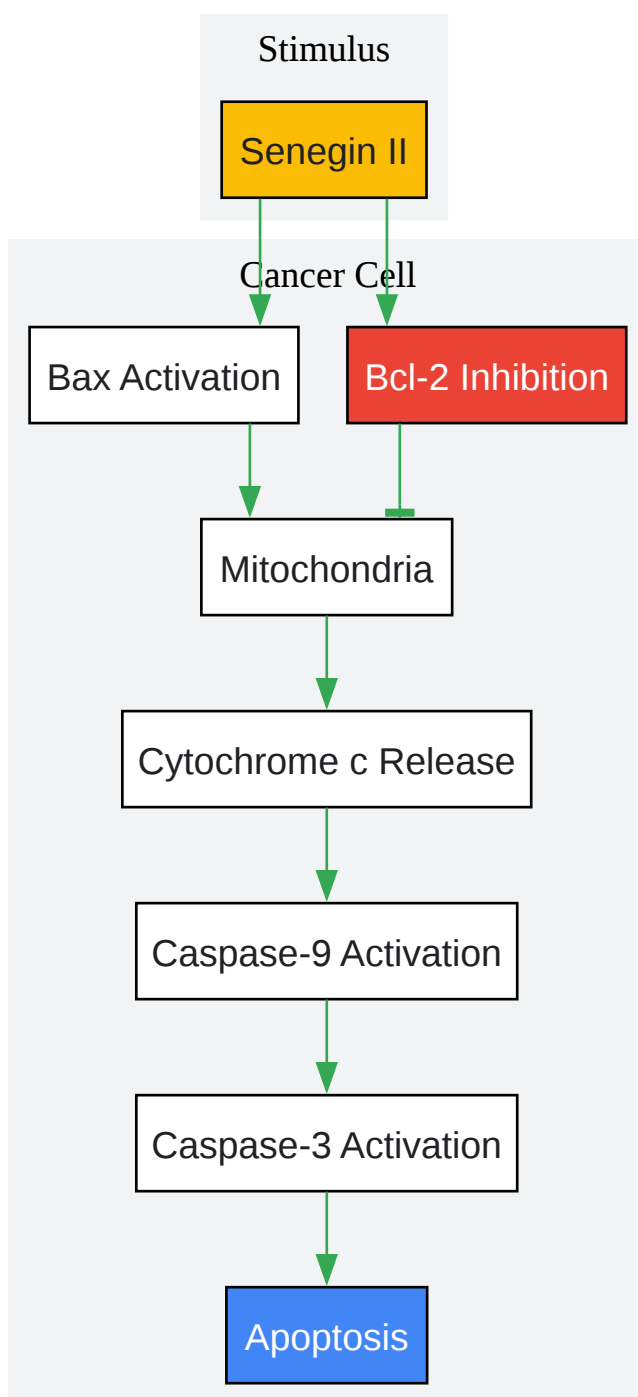 Stimulus
Senegin II
Cancer Cell
Bax Activation
Bcl-2 Inhibition
Mitochondria
Cytochrome c Release
Caspase-9 Activation
Caspase-3 Activation
Apoptosis